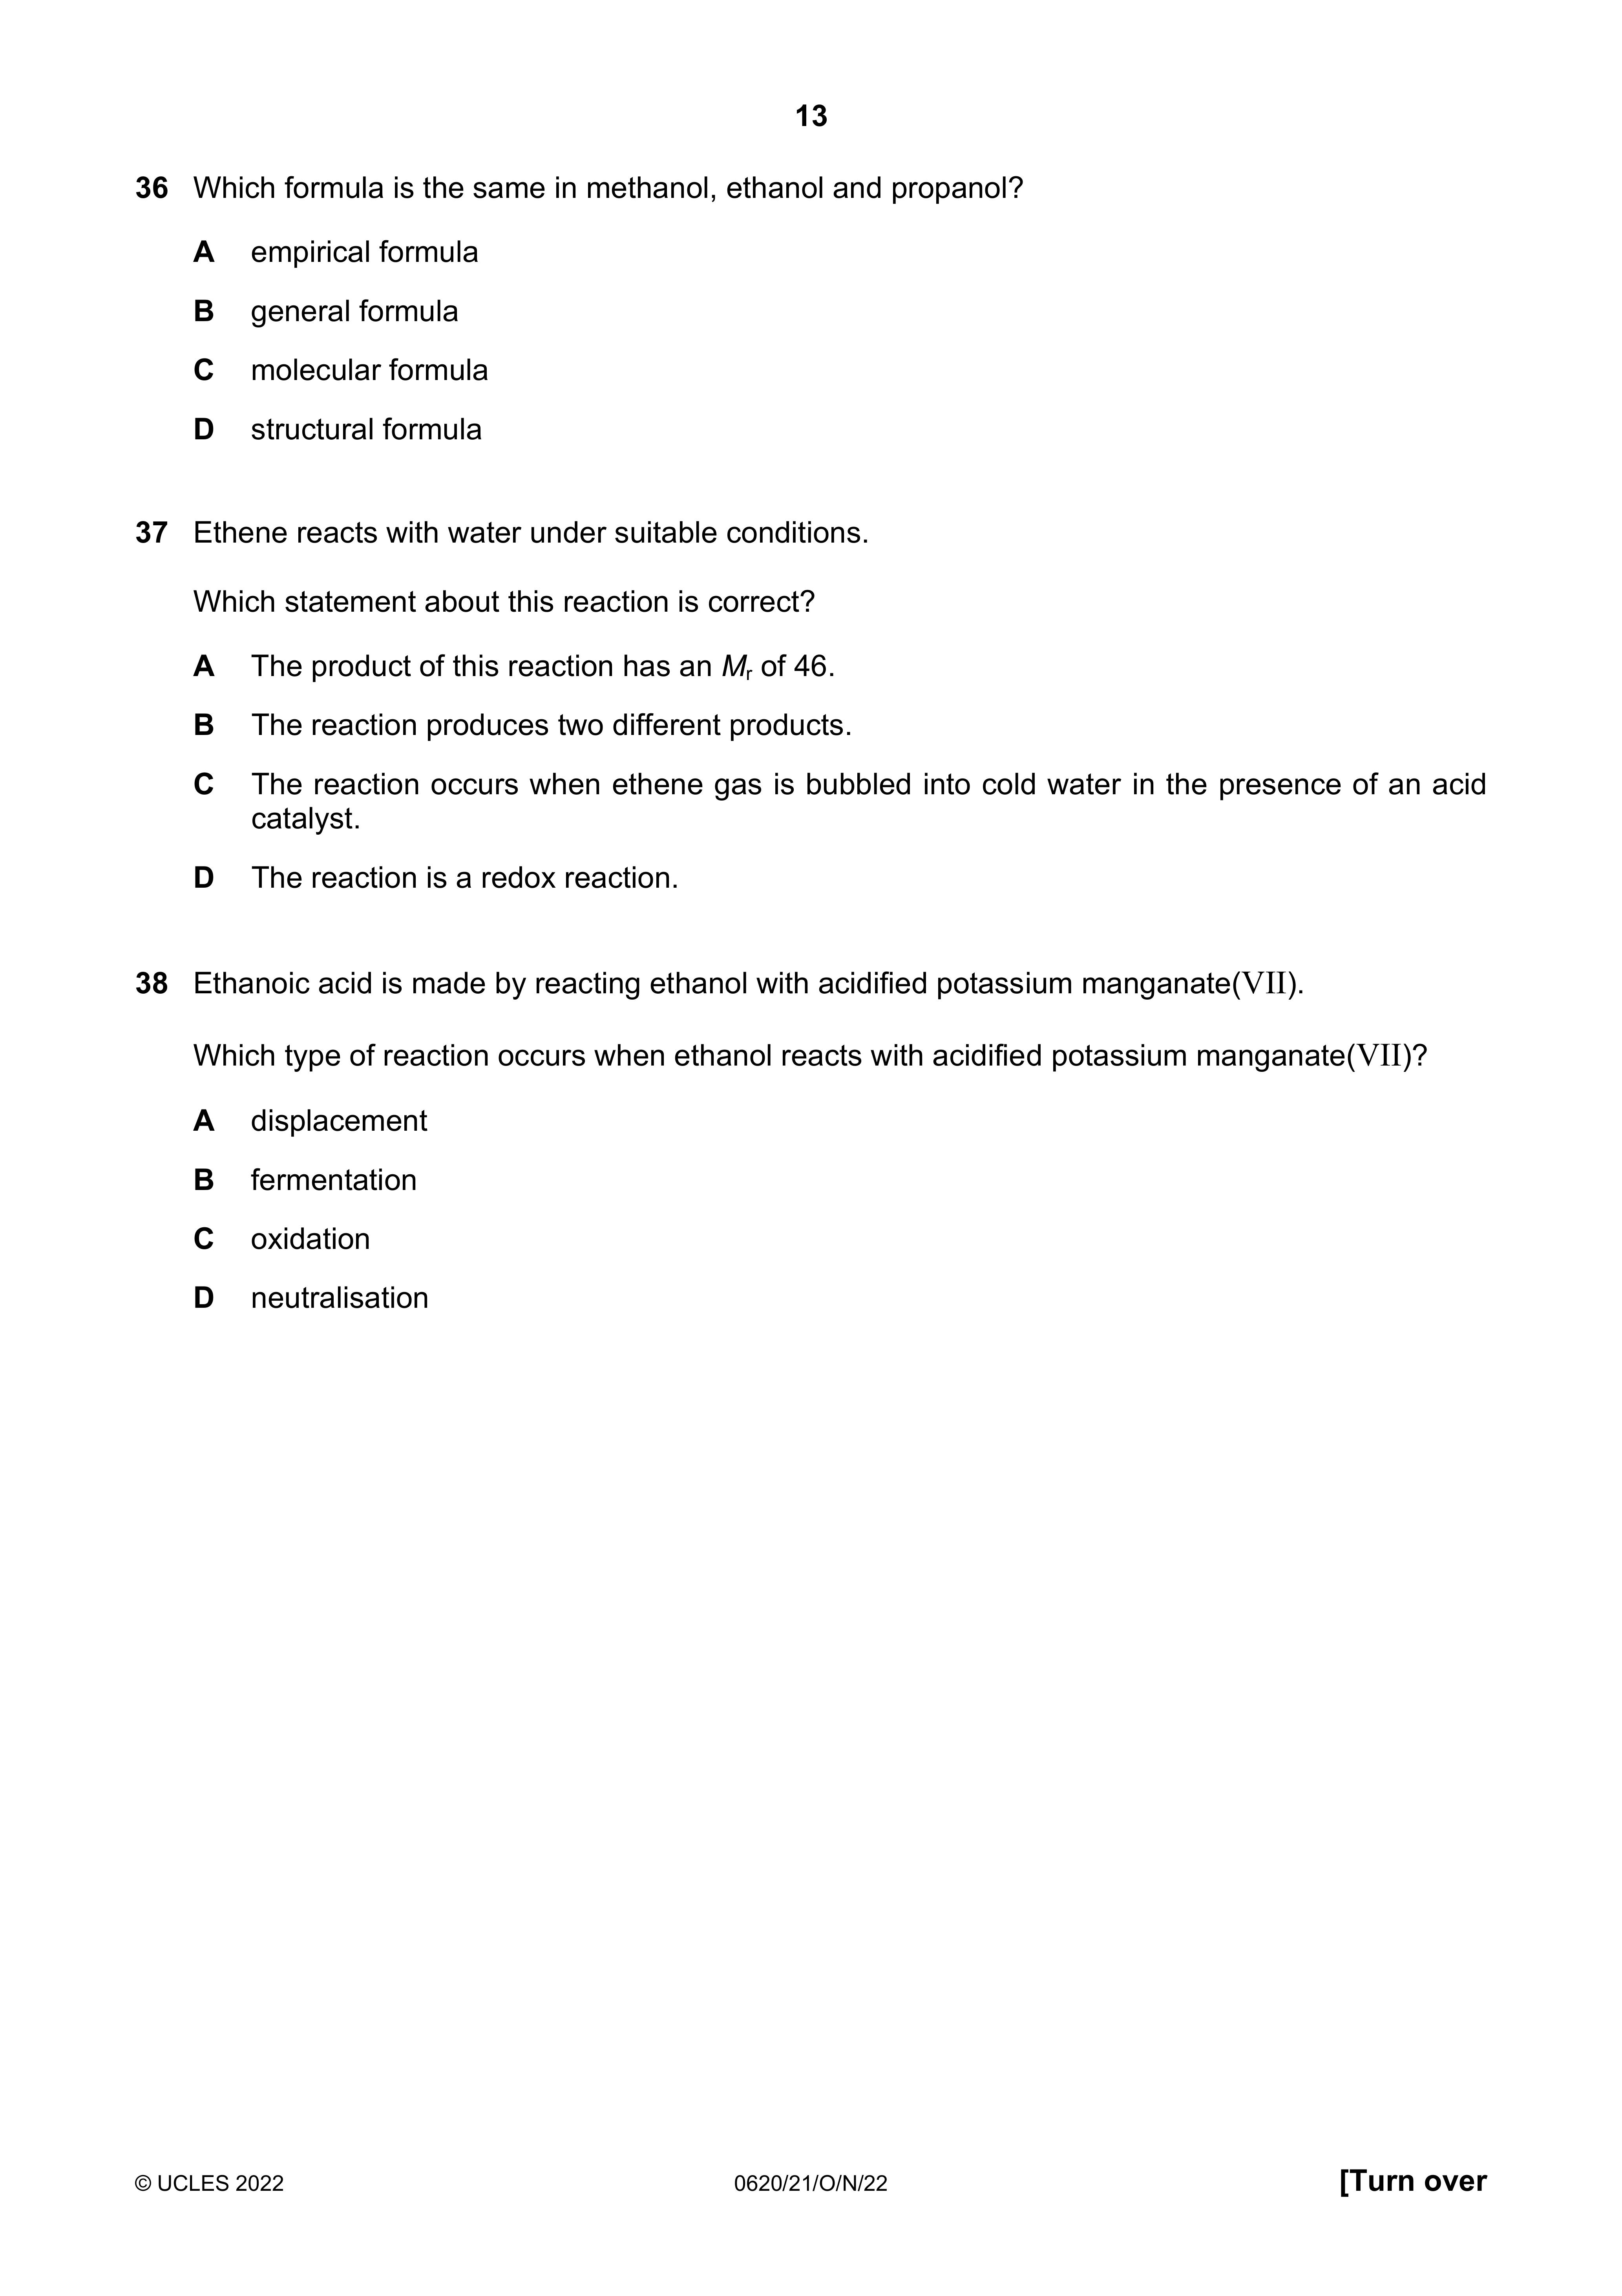 13
36 Which formula is the same in methanol, ethanol and propanol?
A empirical formula
B general formula
C molecular formula
D structural formula
37 Ethene reacts with water under suitable conditions.
Which statement about this reaction is correct?
A The product of this reaction has an Mr of 46.
B The reaction produces two different products.
C The reaction occurs when ethene gas is bubbled into cold water in the presence of an acid
catalyst.
D The reaction is a redox reaction.
38 Ethanoic acid is made by reacting ethanol with acidified potassium manganate(VII).
Which type of reaction occurs when ethanol reacts with acidified potassium manganate(VII)?
A displacement
B fermentation
C oxidation
D neutralisation
© UCLES 2022 0620/21/O/N/22 [Turn over